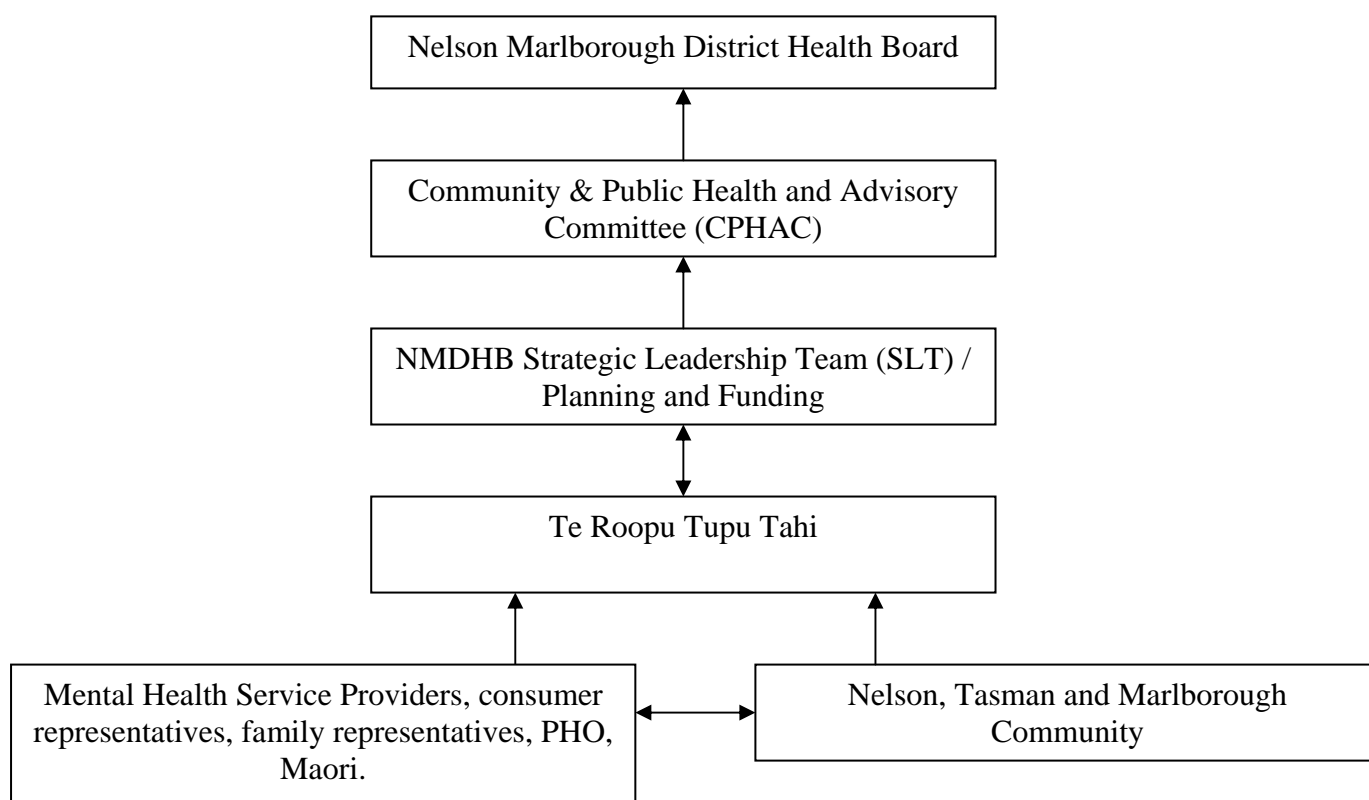 Nelson Marlborough District Health Board
Community & Public Health and Advisory
Committee (CPHAC)
NMDHB Strategic Leadership Team (SLT) /
Planning and Funding
Te Roopu Tupu Tahi
Mental Health Service Providers, consumer
representatives, family representatives, PHO,
Maori.
Nelson, Tasman and Marlborough
Community